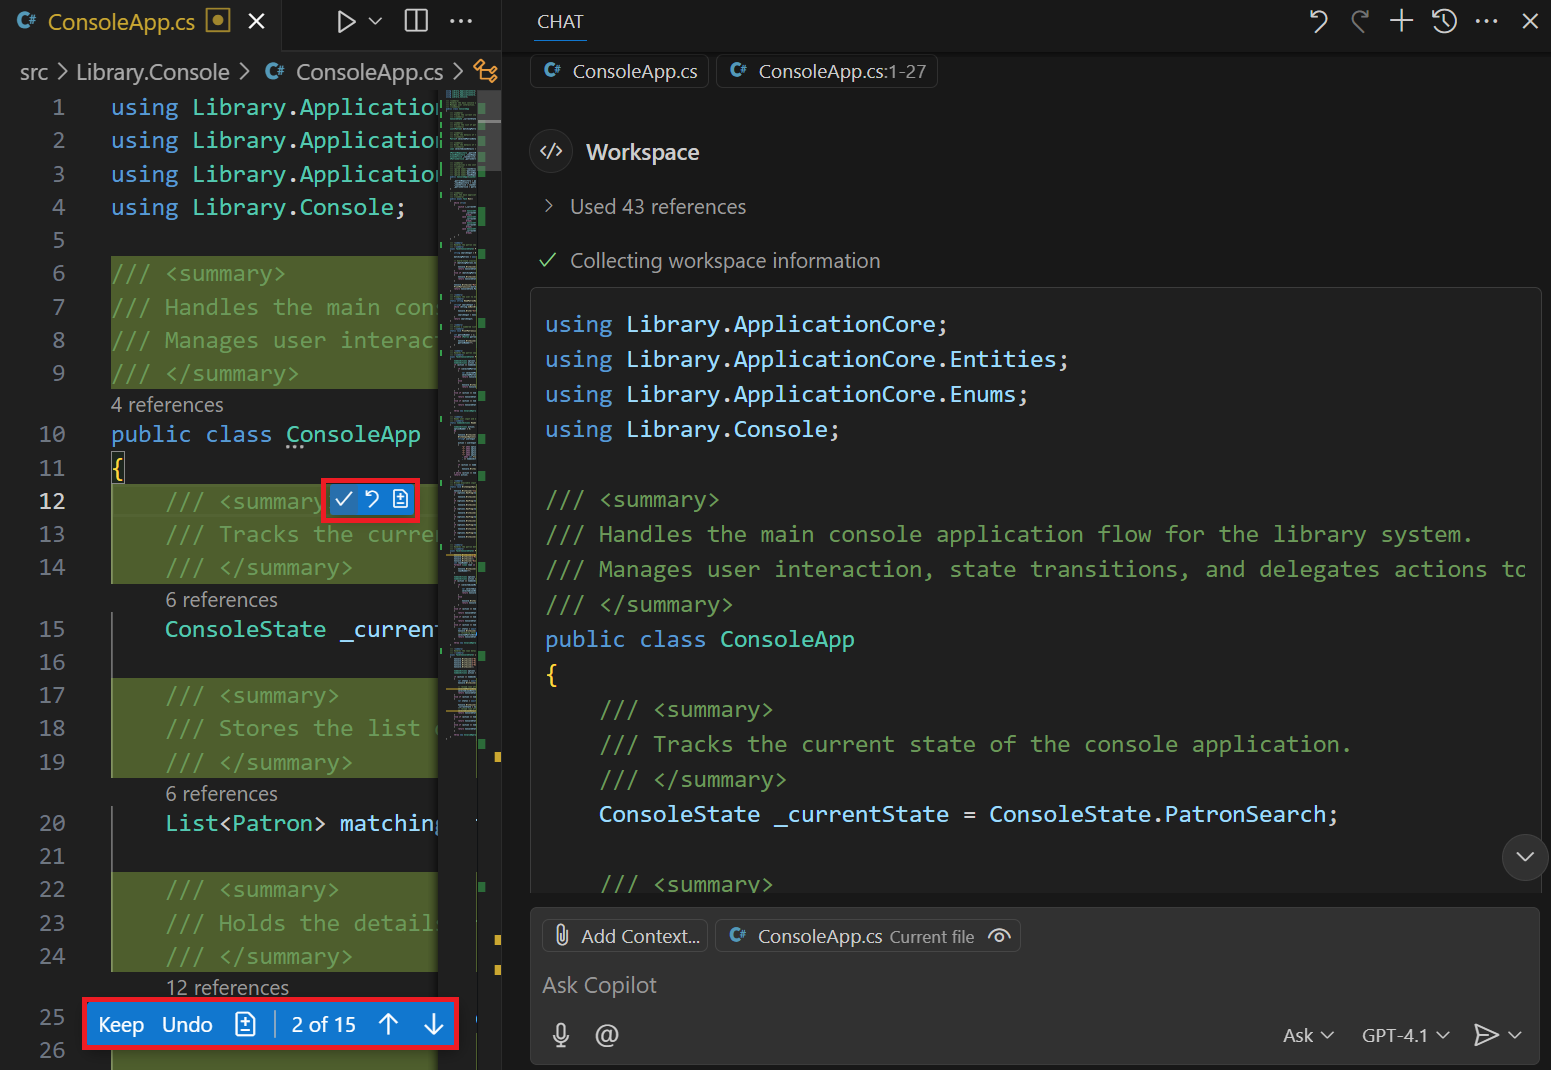 C# ConsoleApp.cs
src > Library.Console > C# ConsoleApp.cs >
1 using Library.Application
2 using Library.Application
3 using Library.Application
4 using Library.Console;
5
6 /// <summary>
7 /// Handles the main con
8 /// Manages user interac
9 /// </summary>
4 references
10 public class ConsoleApp
11 {
12 /// <summary
13 /// Tracks the curre
14 /// </summary>
6 references
15 ConsoleState _current
16
17 /// <summary>
18 /// Stores the list
19 /// </summary>
6 references
20 List<Patron> matching
21
22 /// <summary>
23 /// Holds the details
24 /// </summary>
12 references
25
26
Keep Undo 2 of 15
CHAT
C# ConsoleApp.cs C# ConsoleApp.cs:1-27
Workspace
> Used 43 references
Collecting workspace information
using Library.ApplicationCore;
using Library.ApplicationCore.Entities;
using Library.ApplicationCore.Enums;
using Library.Console;
/// <summary>
/// Handles the main console application flow for the library system.
/// Manages user interaction, state transitions, and delegates actions to
/// </summary>
public class ConsoleApp
{
/// <summary>
/// Tracks the current state of the console application.
/// </summary>
ConsoleState _currentState = ConsoleState.PatronSearch;
/// <summary>
Add Context... C# ConsoleApp.cs Current file
Ask Copilot
@ Ask GPT-4.1